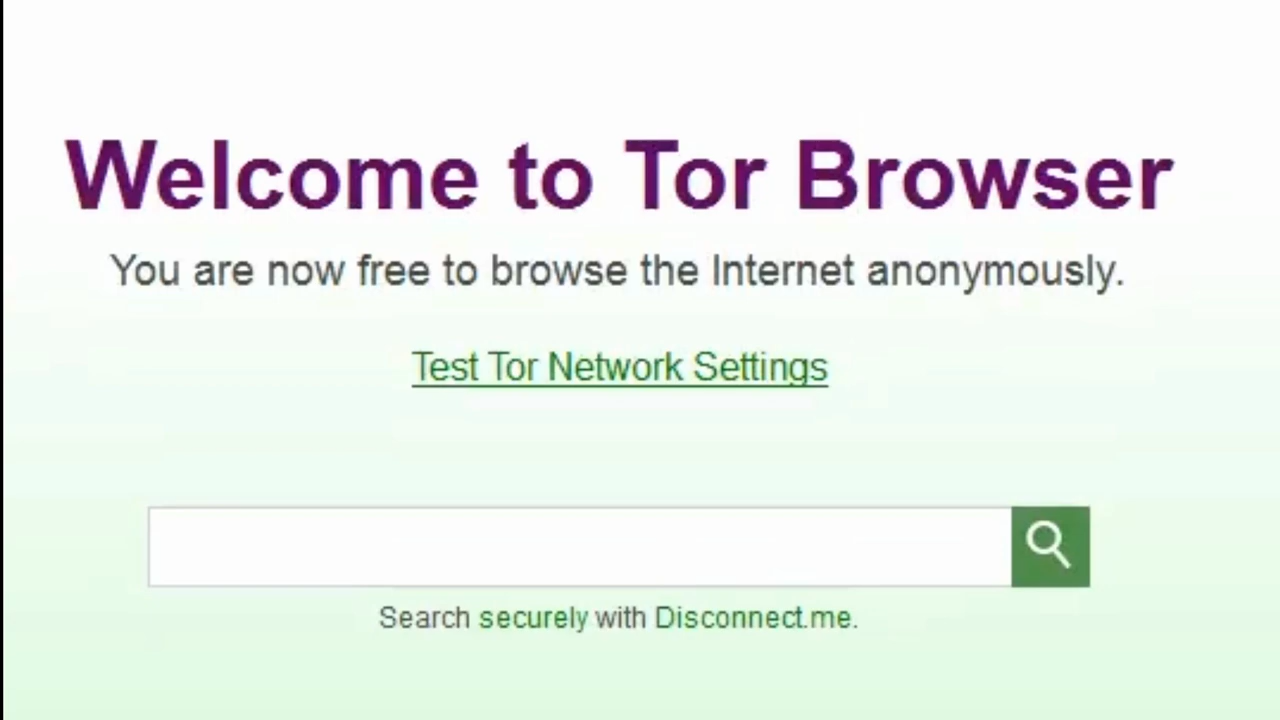 Welcome to Tor Browser
You are now free to browse the Internet anonymously.
Test Tor Network Settings
Search securely with Disconnect.me.